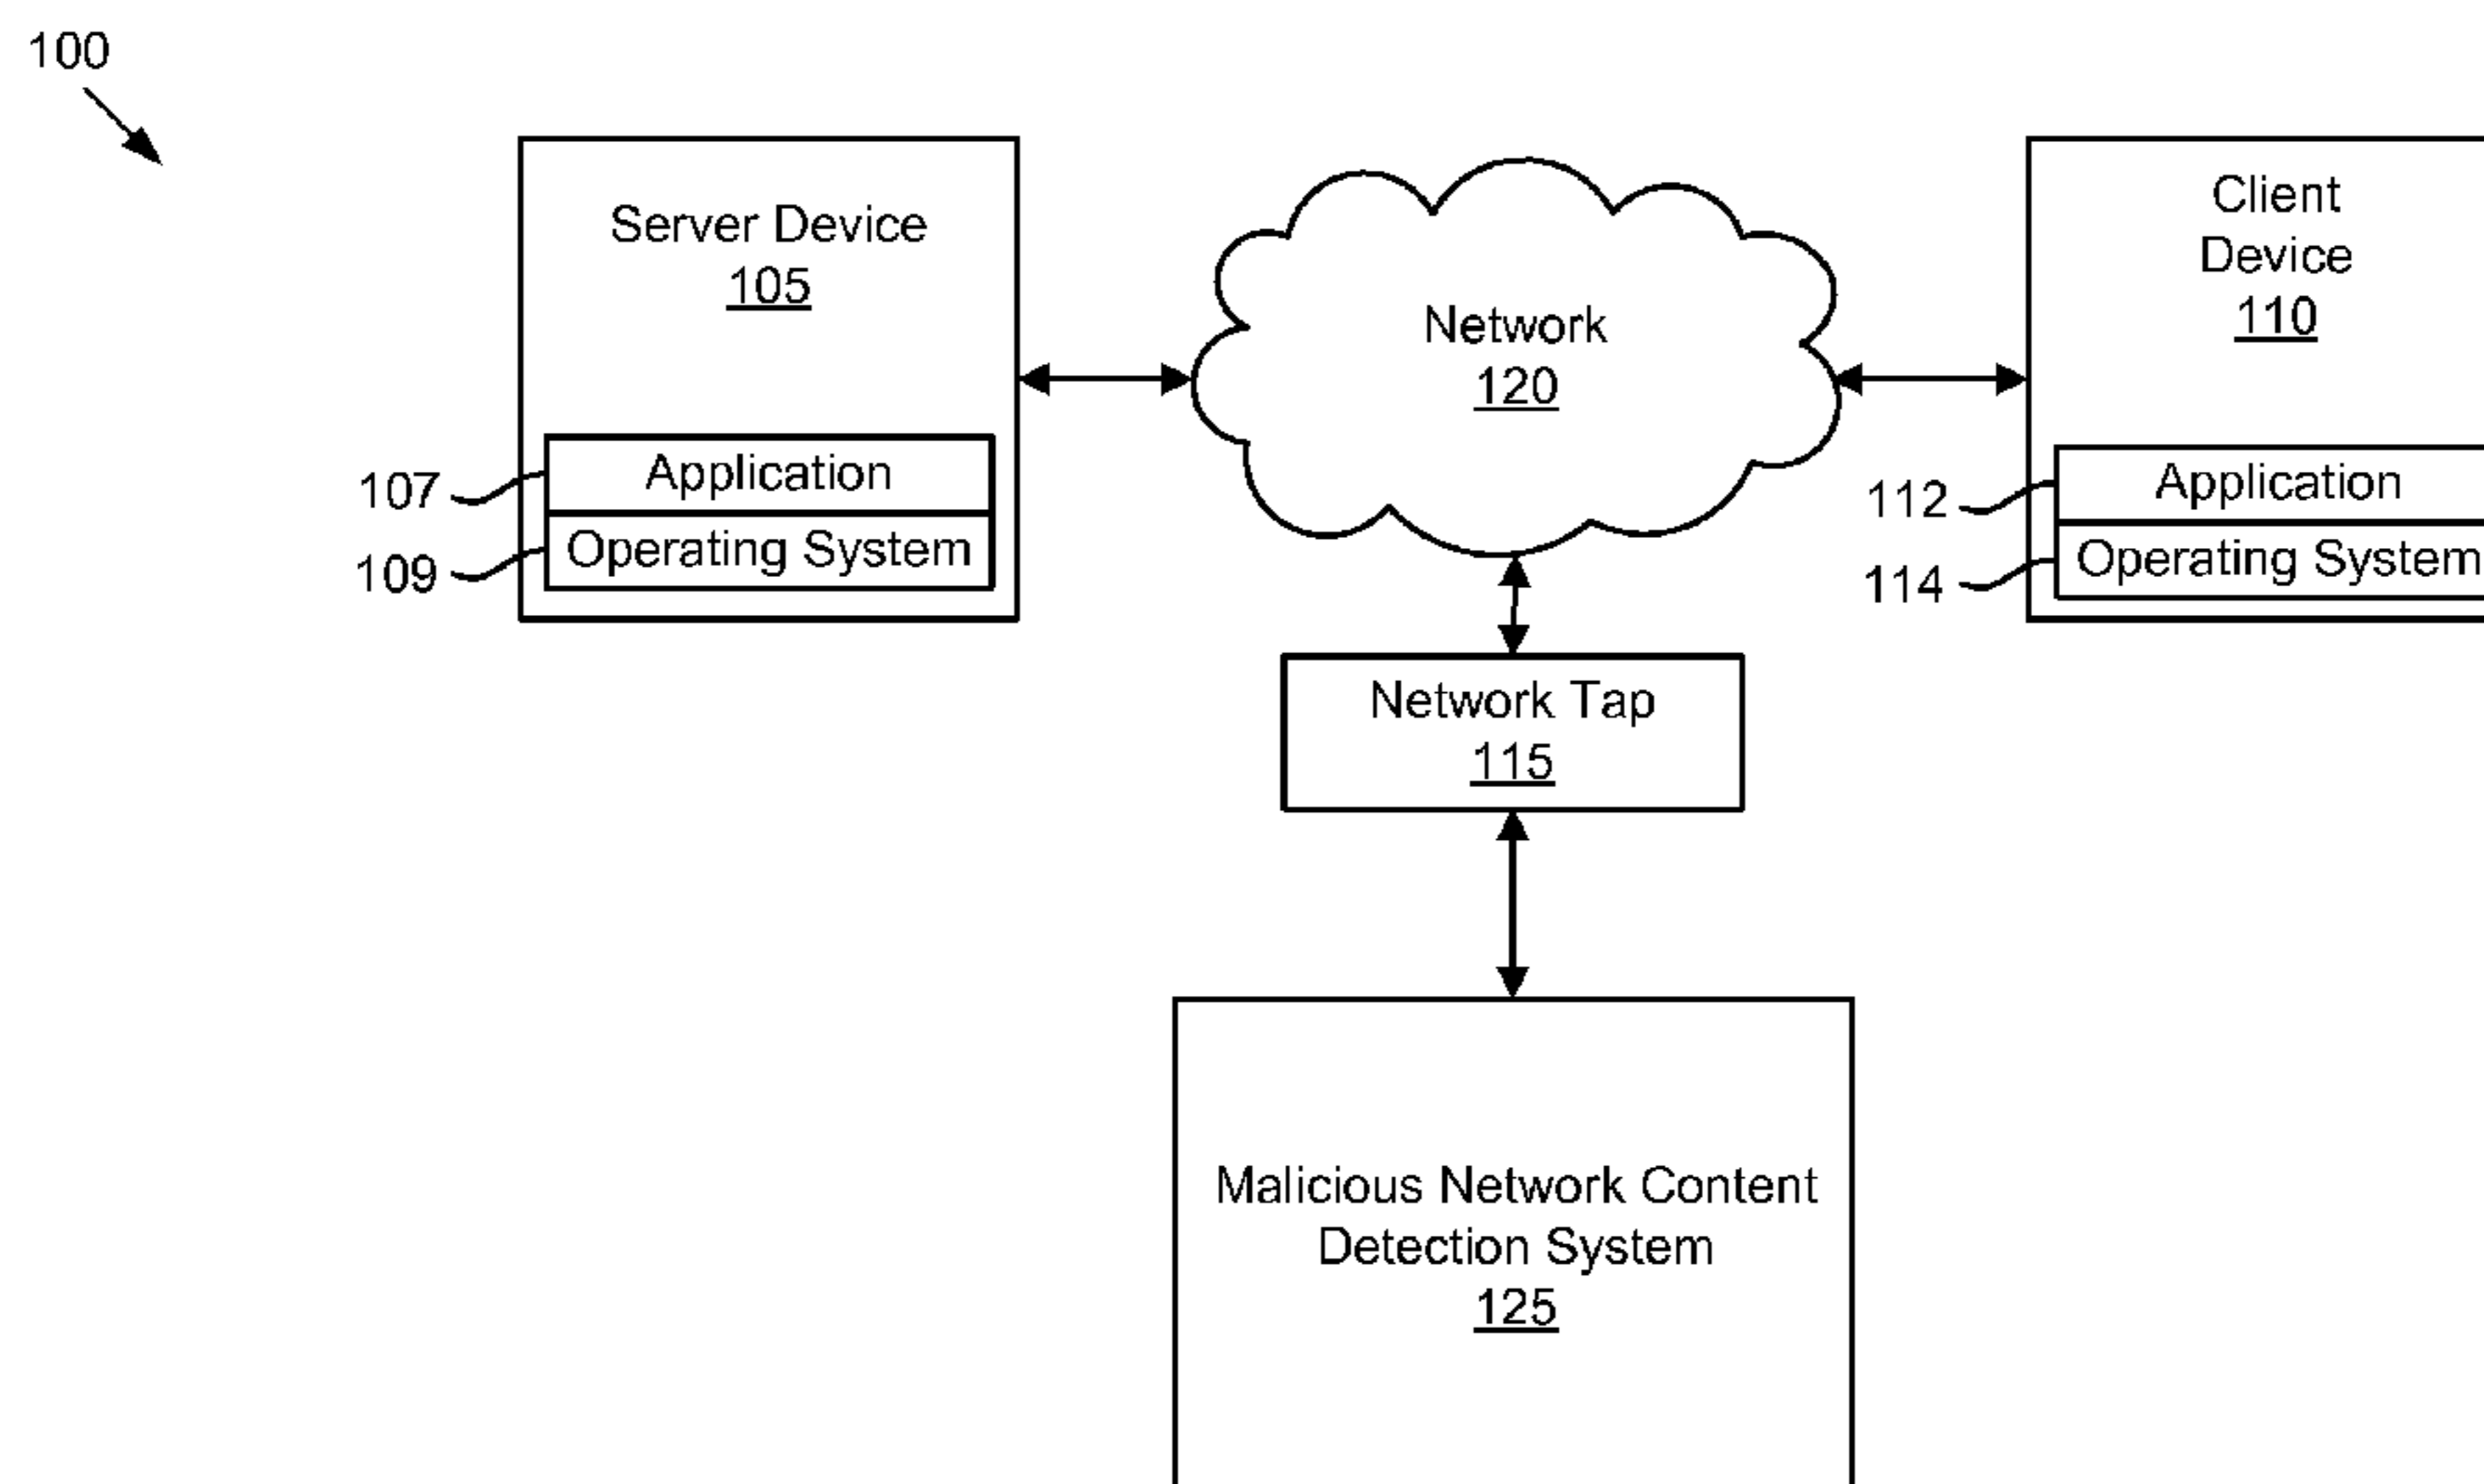 100
Server Device
105
Application
107
Operating System
109
Network
120
Client
Device
110
Application
112
Operating System
114
Network Tap
115
Malicious Network Content
Detection System
125